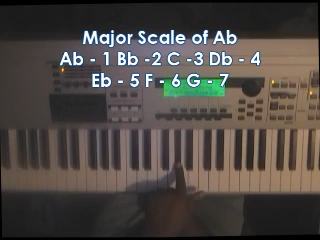 Major Scale of Ab
Ab - 1 Bb -2 C -3 Db - 4
Eb - 5 F - 6 G - 7